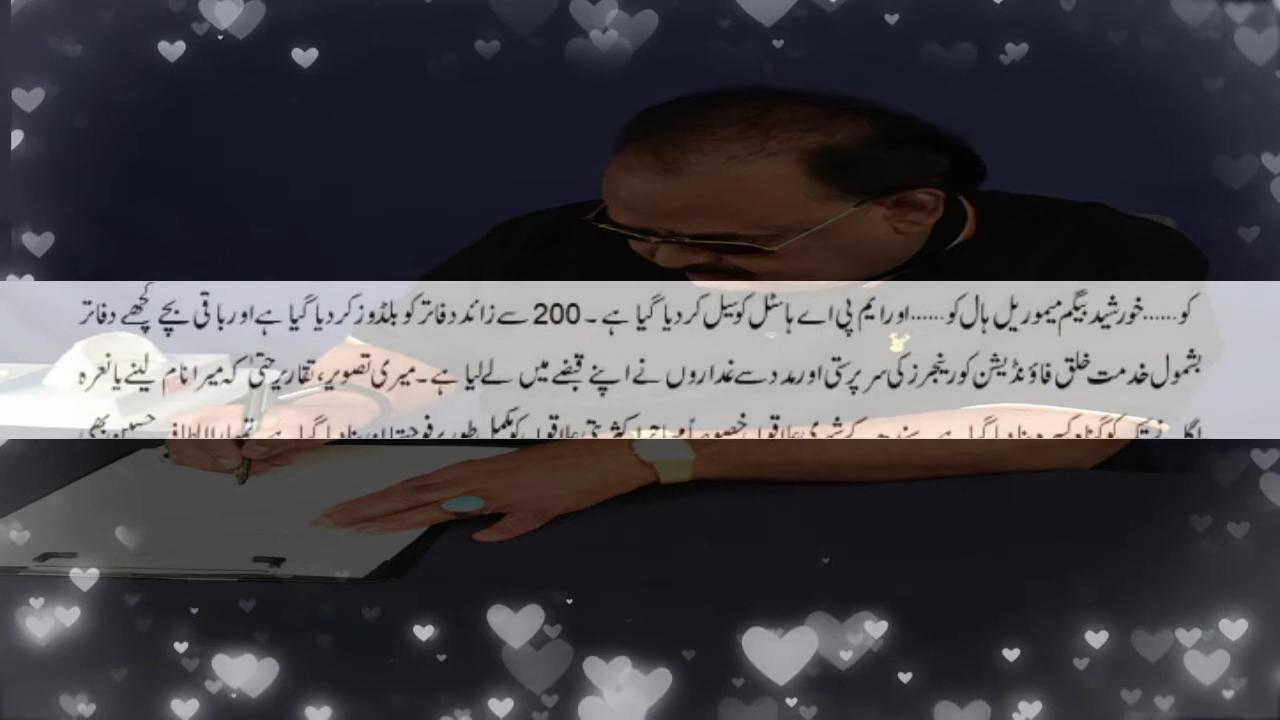 کو......خورشید بیگم میموریل ہال کو......اور ایم پی اے ہاسٹل کو سیل کر دیا گیا ہے ۔ 200 سے زائد دفاتر کو بلڈوز کر دیا گیا ہے اور باقی بچے کچھے دفاتر
بشمول خدمت خلق فاؤنڈیشن کو رینجرز کی سرپرستی اور مدد سے غداروں نے اپنے قبضے میں لے لیا ہے ۔ میری تصویر، تقاریر حتیٰ کہ میرا نام لینے یا نعرہ